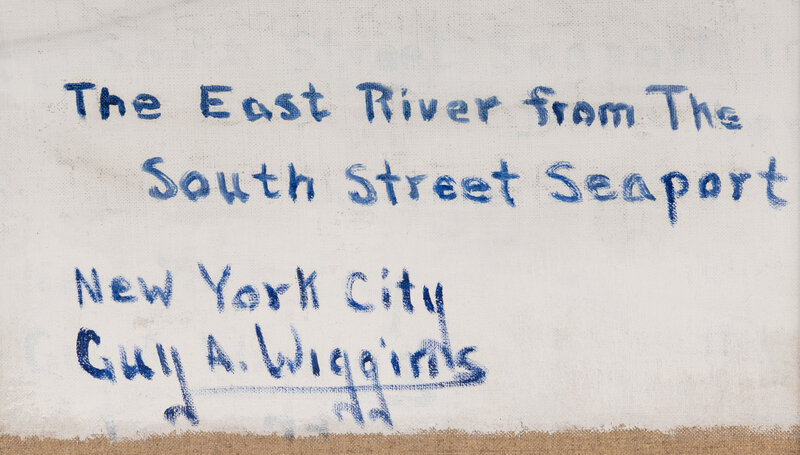 The East River from The
South Street Seaport
New York City
Guy A. Wiggins